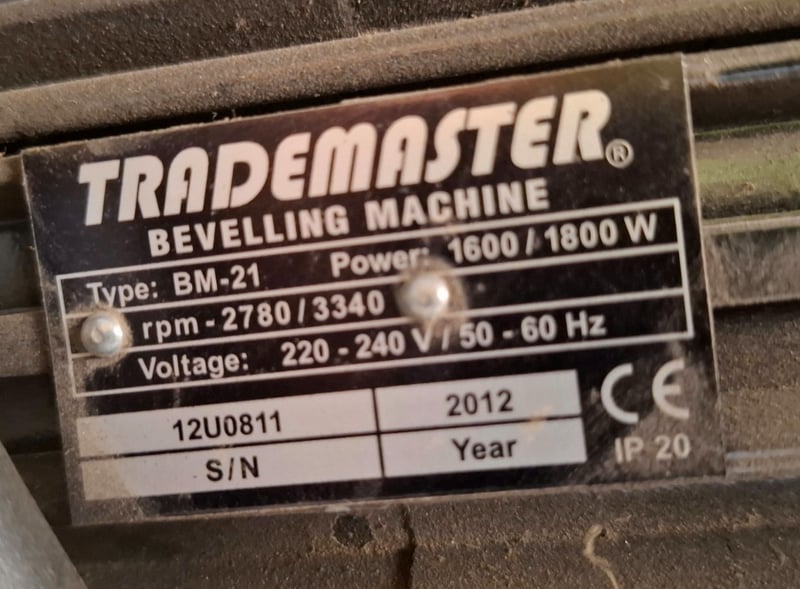 TRADEMASTER®
BEVELLING MACHINE
Type: BM-21 Power: 1600 / 1800 W
rpm - 2780 / 3340
Voltage: 220 - 240 V / 50 - 60 Hz
12U0811 2012
S/N Year
CE
IP 20